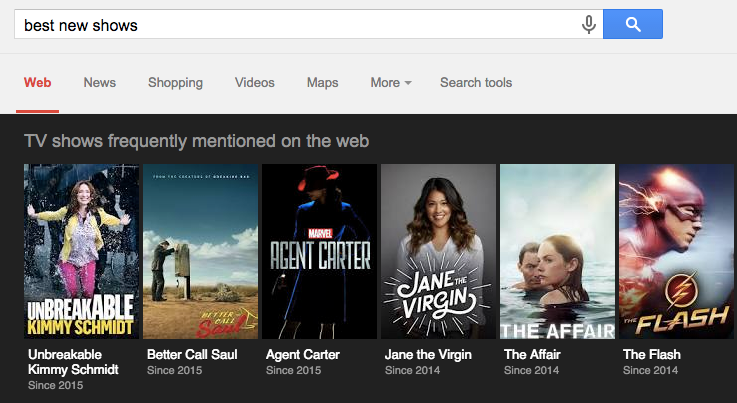 best new shows
Web News Shopping Videos Maps More Search tools
TV shows frequently mentioned on the web
UNBREAKABLE
KIMMY SCHMIDT
FROM THE CREATORS OF BREAKING BAD
BETTER
CALL
Saul
MARVEL
AGENT CARTER
JANE THE
VIRGIN
THE AFFAIR
THE FLASH
Unbreakable
Kimmy Schmidt
Since 2015
Better Call Saul
Since 2015
Agent Carter
Since 2015
Jane the Virgin
Since 2014
The Affair
Since 2014
The Flash
Since 2014